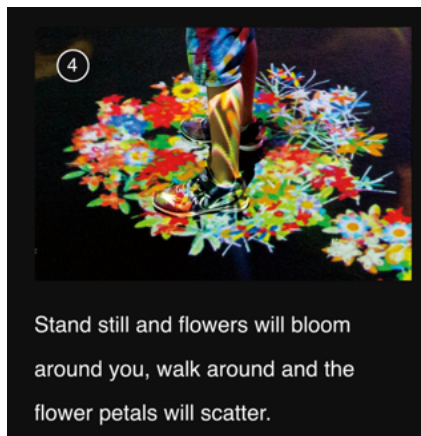 4
Stand still and flowers will bloom
around you, walk around and the
flower petals will scatter.